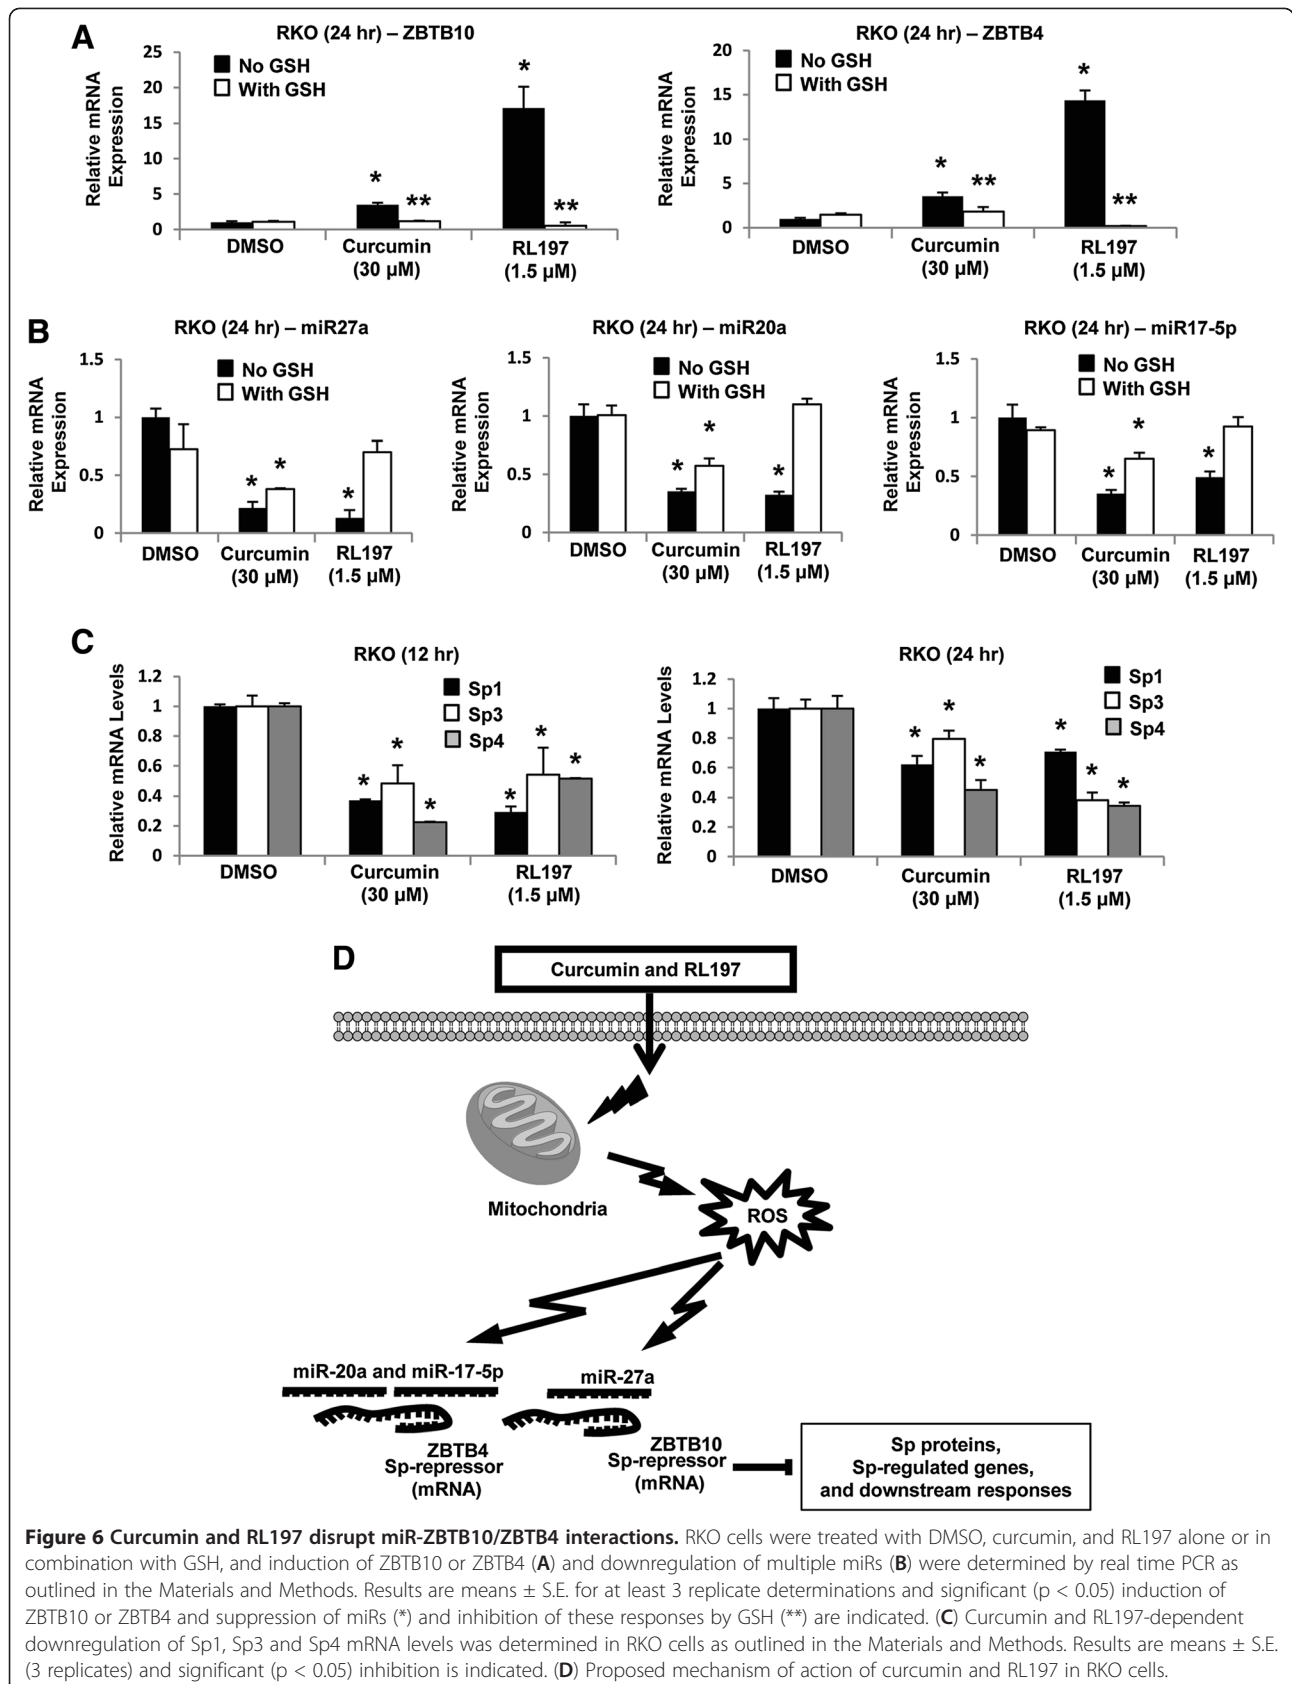 A
RKO (24 hr) – ZBTB10
Relative mRNA
Expression
25
20
15
10
5
0
No GSH
With GSH
*
**
*
**
DMSO
Curcumin
(30 µM)
RL197
(1.5 µM)
RKO (24 hr) – ZBTB4
Relative mRNA
Expression
20
15
10
5
0
No GSH
With GSH
*
**
*
**
DMSO
Curcumin
(30 µM)
RL197
(1.5 µM)
B
RKO (24 hr) – miR27a
Relative mRNA
Expression
1.5
1
0.5
0
No GSH
With GSH
*
*
*
DMSO
Curcumin
(30 µM)
RL197
(1.5 µM)
RKO (24 hr) – miR20a
Relative mRNA
Expression
1.5
1
0.5
0
No GSH
With GSH
*
*
*
DMSO
Curcumin
(30 µM)
RL197
(1.5 µM)
RKO (24 hr) – miR17-5p
Relative mRNA
Expression
1.5
1
0.5
0
No GSH
With GSH
*
*
*
DMSO
Curcumin
(30 µM)
RL197
(1.5 µM)
C
RKO (12 hr)
Relative mRNA Levels
1.2
1
0.8
0.6
0.4
0.2
0
Sp1
Sp3
Sp4
*
*
*
*
*
*
DMSO
Curcumin
(30 µM)
RL197
(1.5 µM)
RKO (24 hr)
Relative mRNA Levels
1.2
1
0.8
0.6
0.4
0.2
0
Sp1
Sp3
Sp4
*
*
*
*
*
*
DMSO
Curcumin
(30 µM)
RL197
(1.5 µM)
D
Curcumin and RL197
Mitochondria
ROS
miR-20a and miR-17-5p
miR-27a
ZBTB4
Sp-repressor
(mRNA)
ZBTB10
Sp-repressor
(mRNA)
Sp proteins,
Sp-regulated genes,
and downstream responses
Figure 6 Curcumin and RL197 disrupt miR-ZBTB10/ZBTB4 interactions. RKO cells were treated with DMSO, curcumin, and RL197 alone or in
combination with GSH, and induction of ZBTB10 or ZBTB4 (A) and downregulation of multiple miRs (B) were determined by real time PCR as
outlined in the Materials and Methods. Results are means ± S.E. for at least 3 replicate determinations and significant (p < 0.05) induction of
ZBTB10 or ZBTB4 and suppression of miRs (*) and inhibition of these responses by GSH (**) are indicated. (C) Curcumin and RL197-dependent
downregulation of Sp1, Sp3 and Sp4 mRNA levels was determined in RKO cells as outlined in the Materials and Methods. Results are means ± S.E.
(3 replicates) and significant (p < 0.05) inhibition is indicated. (D) Proposed mechanism of action of curcumin and RL197 in RKO cells.